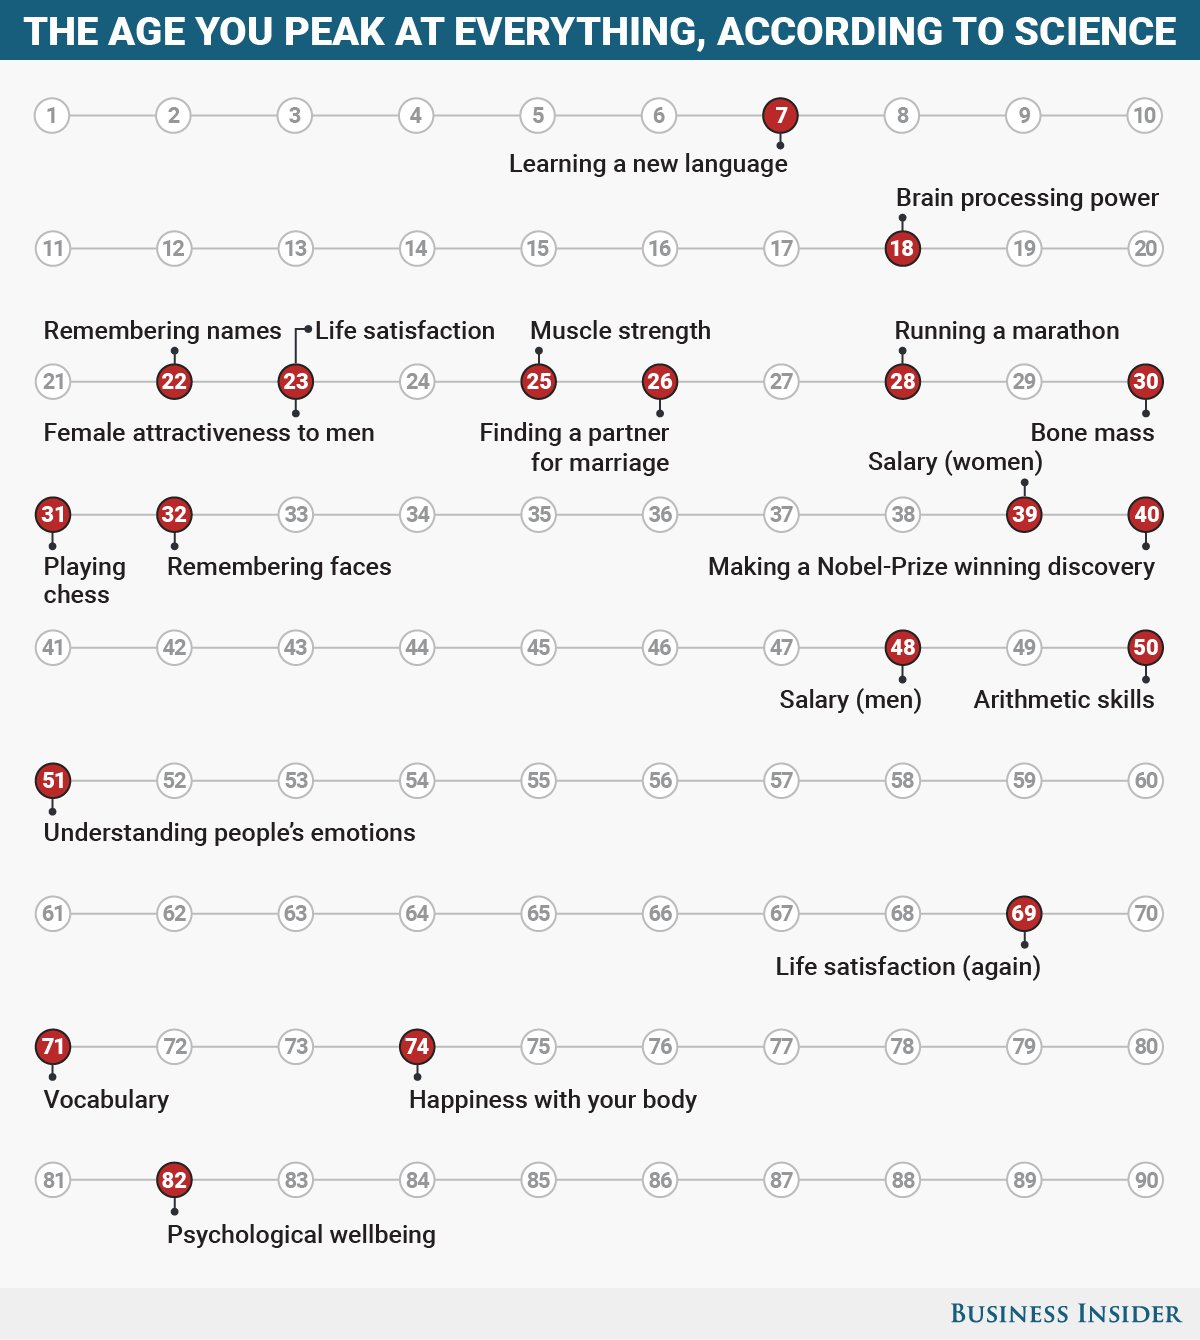 THE AGE YOU PEAK AT EVERYTHING, ACCORDING TO SCIENCE
1 2 3 4 5 6 7 8 9 10
Learning a new language
Brain processing power
11 12 13 14 15 16 17 18 19 20
Remembering names Life satisfaction Muscle strength Running a marathon
21 22 23 24 25 26 27 28 29 30
Female attractiveness to men Finding a partner Bone mass
for marriage Salary (women)
31 32 33 34 35 36 37 38 39 40
Playing Remembering faces Making a Nobel-Prize winning discovery
chess
41 42 43 44 45 46 47 48 49 50
Salary (men) Arithmetic skills
51 52 53 54 55 56 57 58 59 60
Understanding people’s emotions
61 62 63 64 65 66 67 68 69 70
Life satisfaction (again)
71 72 73 74 75 76 77 78 79 80
Vocabulary Happiness with your body
81 82 83 84 85 86 87 88 89 90
Psychological wellbeing
BUSINESS INSIDER